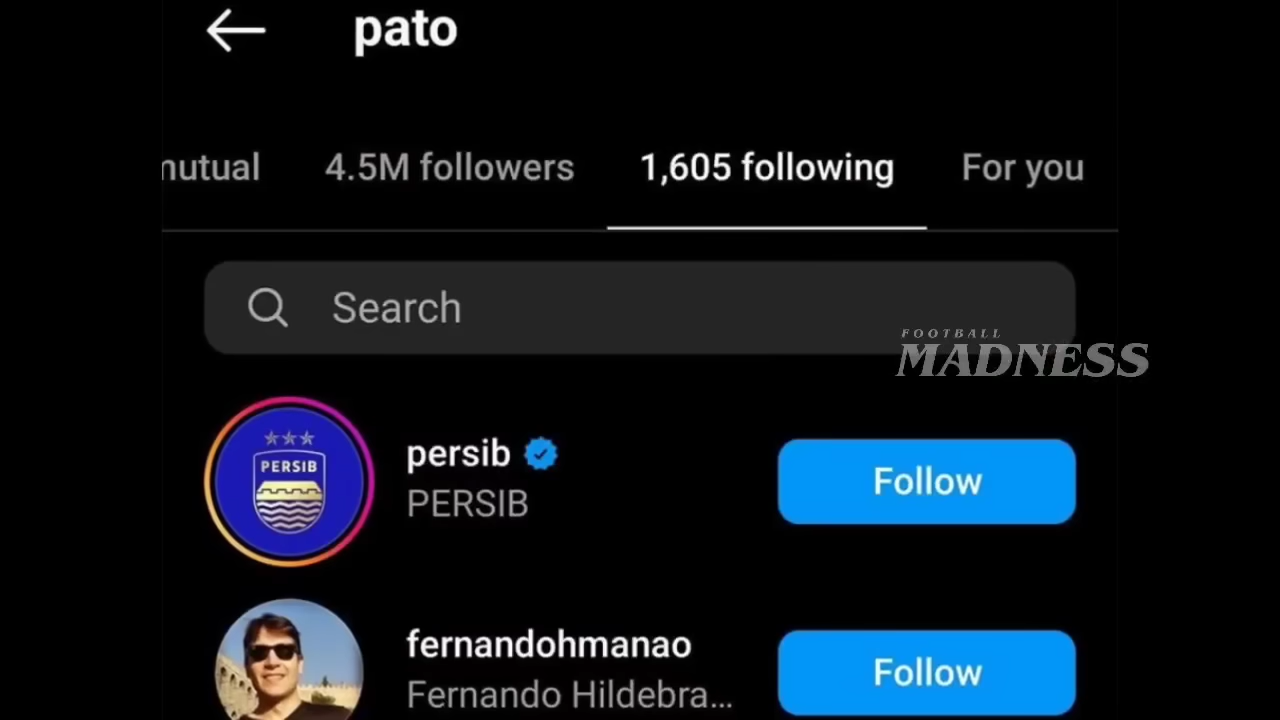 pato
mutual
4.5M followers
1,605 following
For you
Search
FOOTBALL
MADNESS
PERSIB
persib
PERSIB
Follow
fernandohmanao
Fernando Hildebra...
Follow